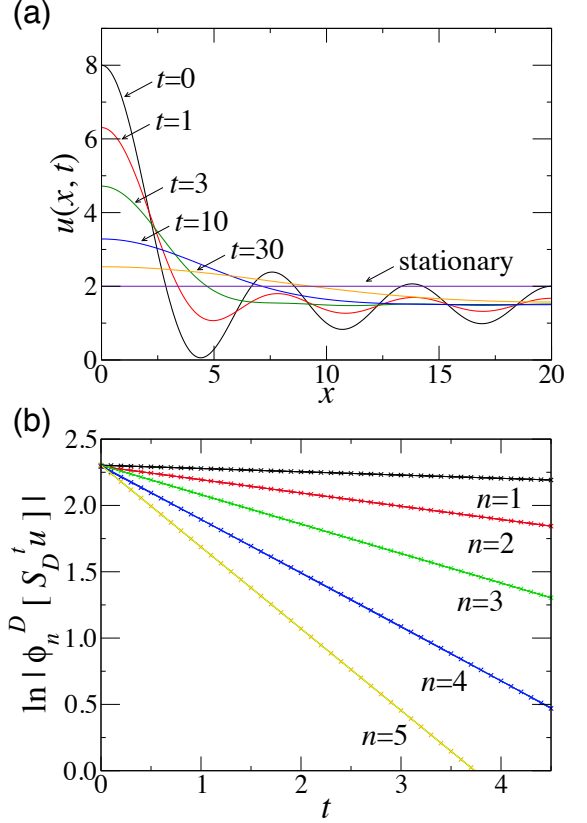 (a)
8
6
4
2
0
u(x, t)
t=0
t=1
t=3
t=10
t=30
stationary
0
5
10
15
20
x
(b)
2.5
2.0
1.5
1.0
0.5
0.0
ln | ϕₙᴰ [ S_Dᵗ u ] |
n=1
n=2
n=3
n=4
n=5
0
1
2
3
4
t